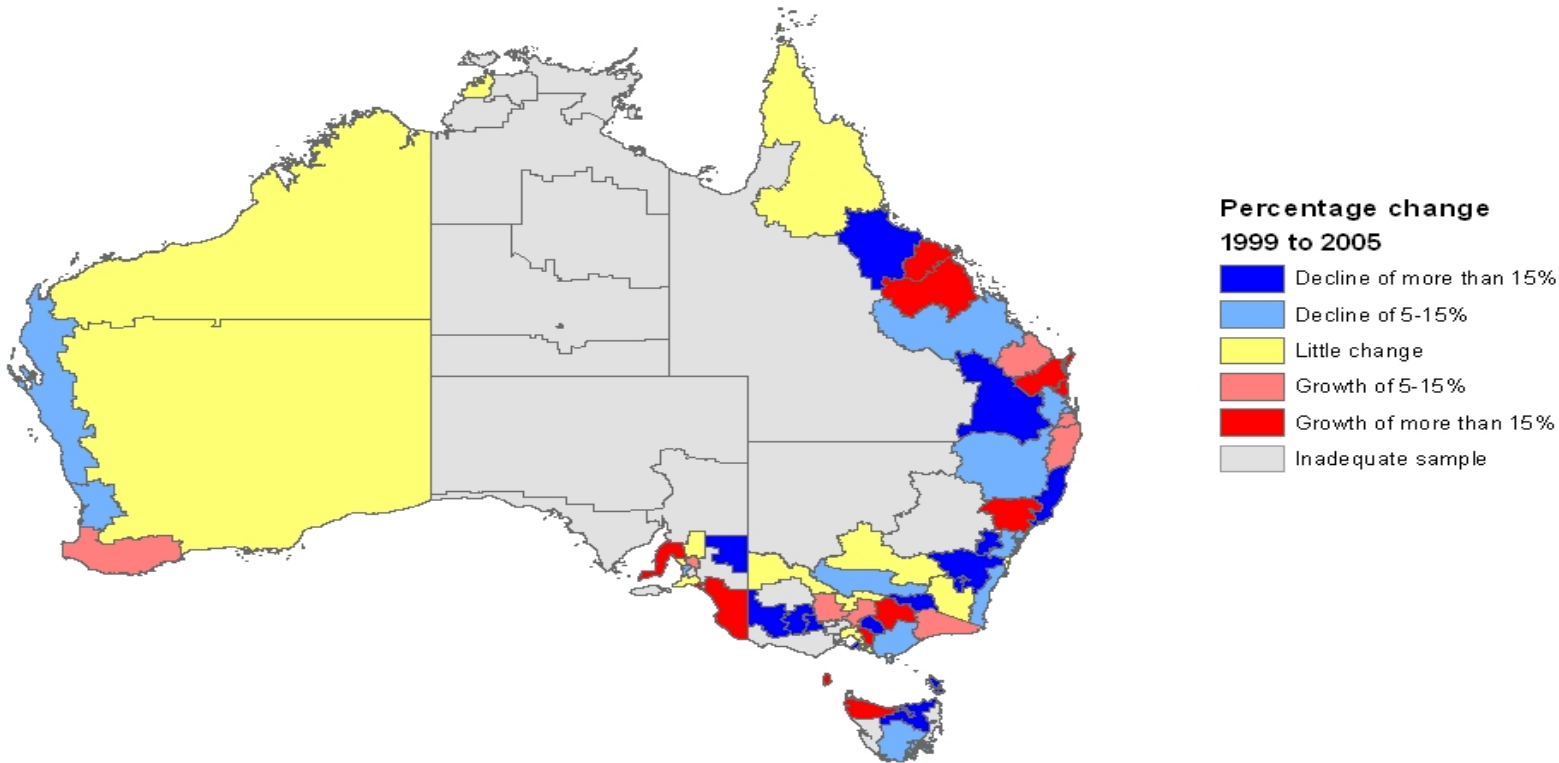 Percentage change
1999 to 2005
Decline of more than 15%
Decline of 5-15%
Little change
Growth of 5-15%
Growth of more than 15%
Inadequate sample